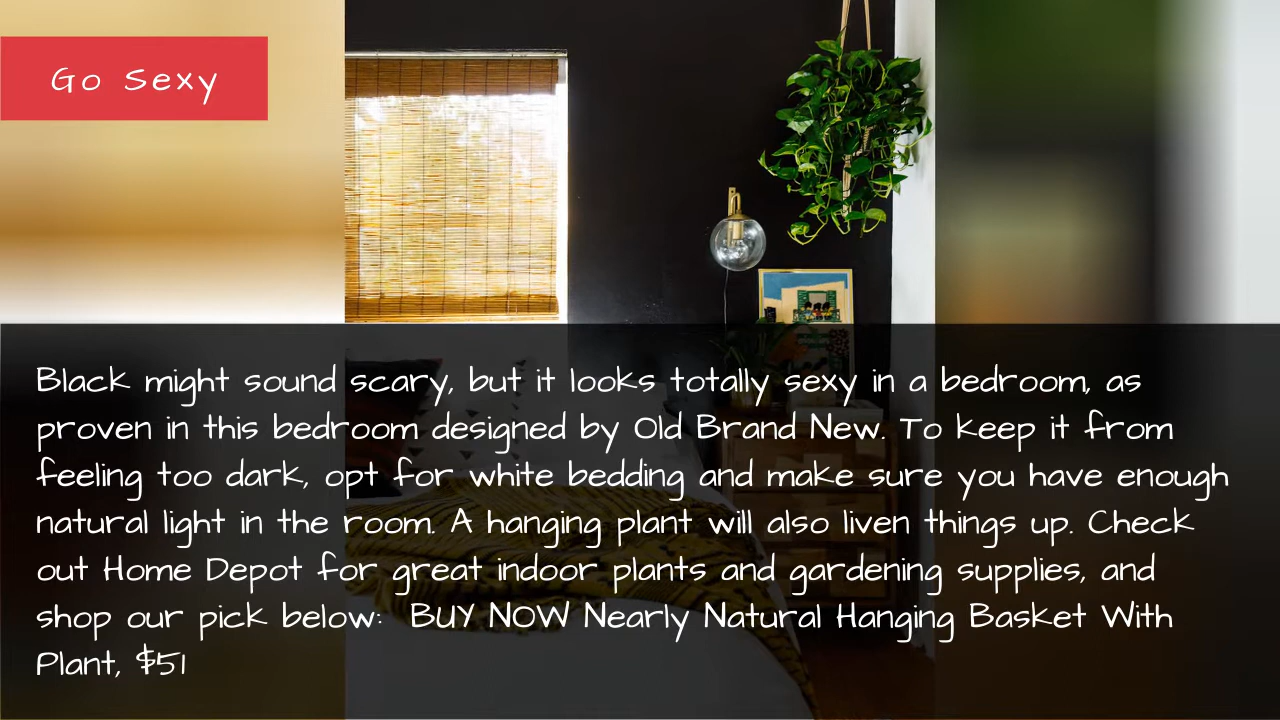 Go Sexy
Black might sound scary, but it looks totally sexy in a bedroom, as
proven in this bedroom designed by Old Brand New. To keep it from
feeling too dark, opt for white bedding and make sure you have enough
natural light in the room. A hanging plant will also liven things up. Check
out Home Depot for great indoor plants and gardening supplies, and
shop our pick below:  BUY NOW Nearly Natural Hanging Basket With
Plant, $51